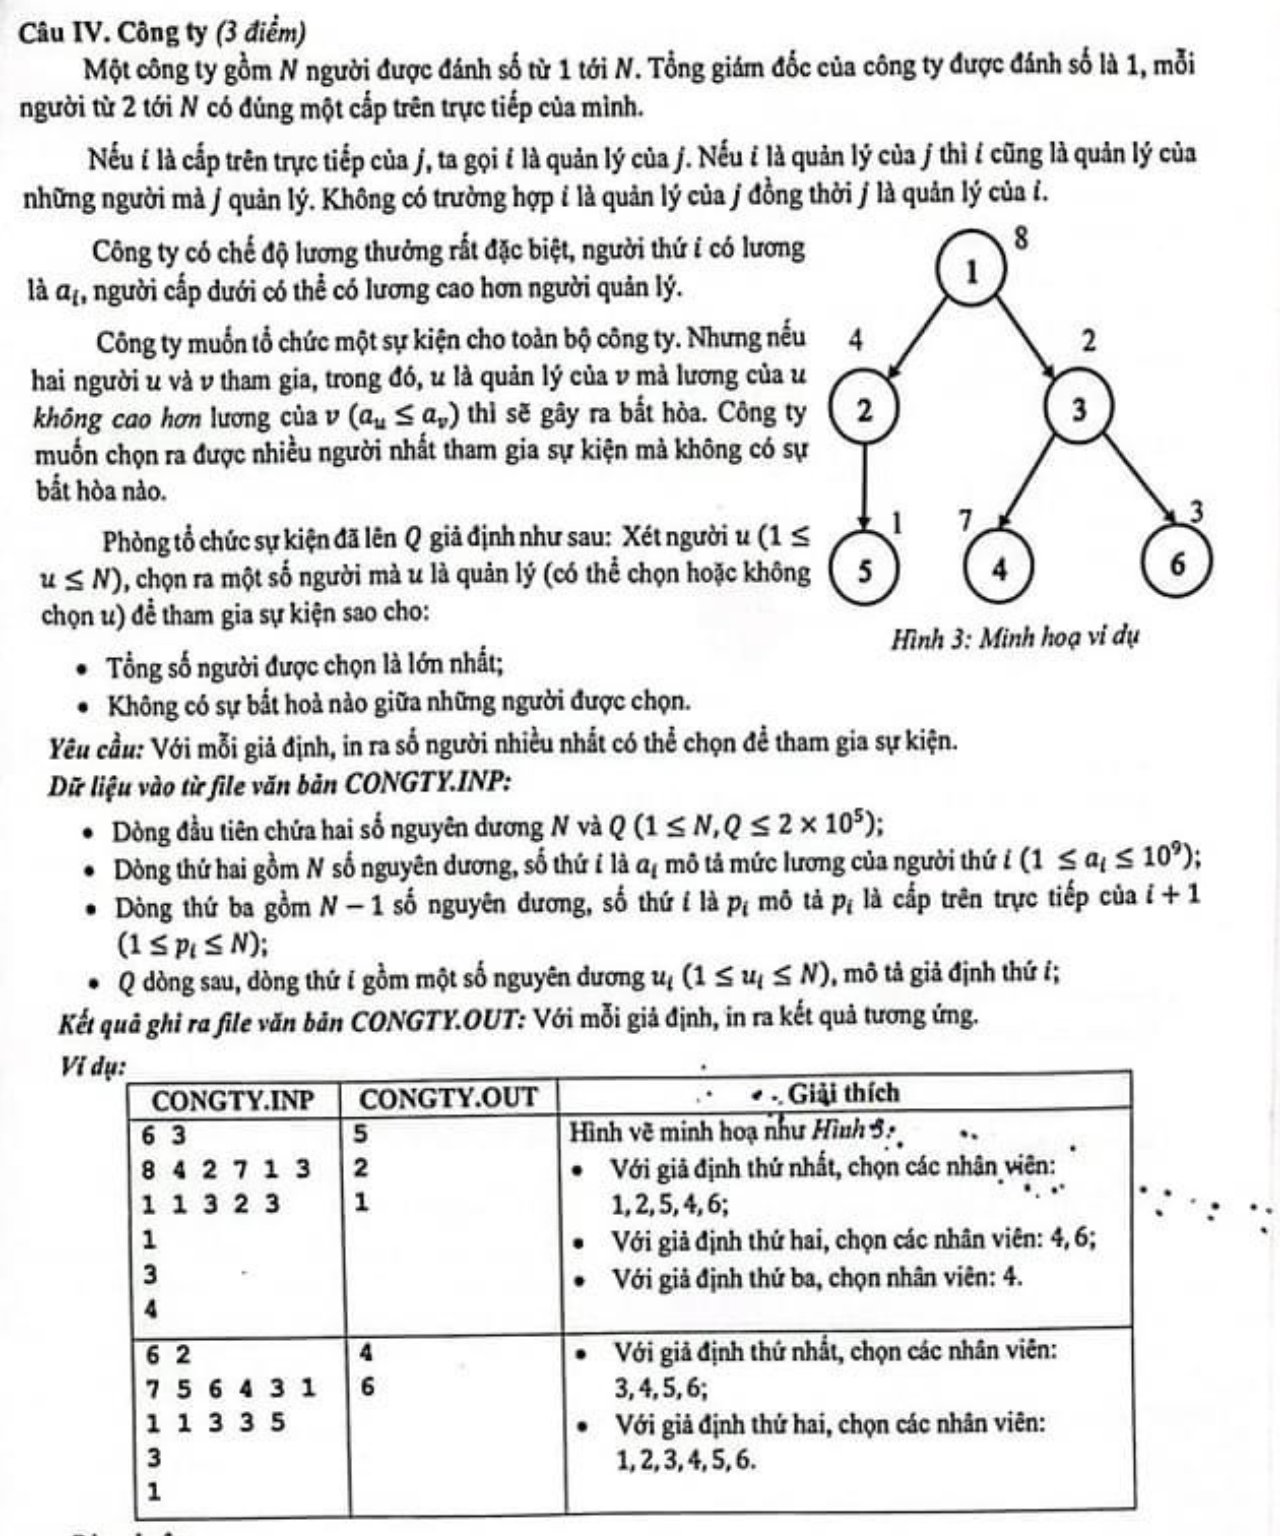 Câu IV. Công ty (3 điểm)
Một công ty gồm N người được đánh số từ 1 tới N. Tổng giám đốc của công ty được đánh số là 1, mỗi
người từ 2 tới N có đúng một cấp trên trực tiếp của mình.
Nếu i là cấp trên trực tiếp của j, ta gọi i là quản lý của j. Nếu i là quản lý của j thì i cũng là quản lý của
những người mà j quản lý. Không có trường hợp i là quản lý của j đồng thời j là quản lý của i.
Công ty có chế độ lương thưởng rất đặc biệt, người thứ i có lương
là aᵢ, người cấp dưới có thể có lương cao hơn người quản lý.
Công ty muốn tổ chức một sự kiện cho toàn bộ công ty. Nhưng nếu
hai người u và v tham gia, trong đó, u là quản lý của v mà lương của u
không cao hơn lương của v (aᵤ ≤ aᵥ) thì sẽ gây ra bất hòa. Công ty
muốn chọn ra được nhiều người nhất tham gia sự kiện mà không có sự
bất hòa nào.
Phòng tổ chức sự kiện đã lên Q giả định như sau: Xét người u (1 ≤
u ≤ N), chọn ra một số người mà u là quản lý (có thể chọn hoặc không
chọn u) để tham gia sự kiện sao cho:
8
1
4
2
2
3
1
7
3
5
4
6
Hình 3: Minh hoạ ví dụ
• Tổng số người được chọn là lớn nhất;
• Không có sự bất hoà nào giữa những người được chọn.
Yêu cầu: Với mỗi giả định, in ra số người nhiều nhất có thể chọn để tham gia sự kiện.
Dữ liệu vào từ file văn bản CONGTY.INP:
• Dòng đầu tiên chứa hai số nguyên dương N và Q (1 ≤ N, Q ≤ 2 × 10⁵);
• Dòng thứ hai gồm N số nguyên dương, số thứ i là aᵢ mô tả mức lương của người thứ i (1 ≤ aᵢ ≤ 10⁹);
• Dòng thứ ba gồm N − 1 số nguyên dương, số thứ i là pᵢ mô tả pᵢ là cấp trên trực tiếp của i + 1
(1 ≤ pᵢ ≤ N);
• Q dòng sau, dòng thứ i gồm một số nguyên dương uᵢ (1 ≤ uᵢ ≤ N), mô tả giả định thứ i;
Kết quả ghi ra file văn bản CONGTY.OUT: Với mỗi giả định, in ra kết quả tương ứng.
Ví dụ:
CONGTY.INP CONGTY.OUT Giải thích
6 3 5 Hình vẽ minh hoạ như Hình 3:
8 4 2 7 1 3 2 • Với giả định thứ nhất, chọn các nhân viên:
1 1 3 2 3 1 1, 2, 5, 4, 6;
1 • Với giả định thứ hai, chọn các nhân viên: 4, 6;
3 • Với giả định thứ ba, chọn nhân viên: 4.
4
6 2 4 • Với giả định thứ nhất, chọn các nhân viên:
7 5 6 4 3 1 6 3, 4, 5, 6;
1 1 3 3 5 • Với giả định thứ hai, chọn các nhân viên:
3 1, 2, 3, 4, 5, 6.
1